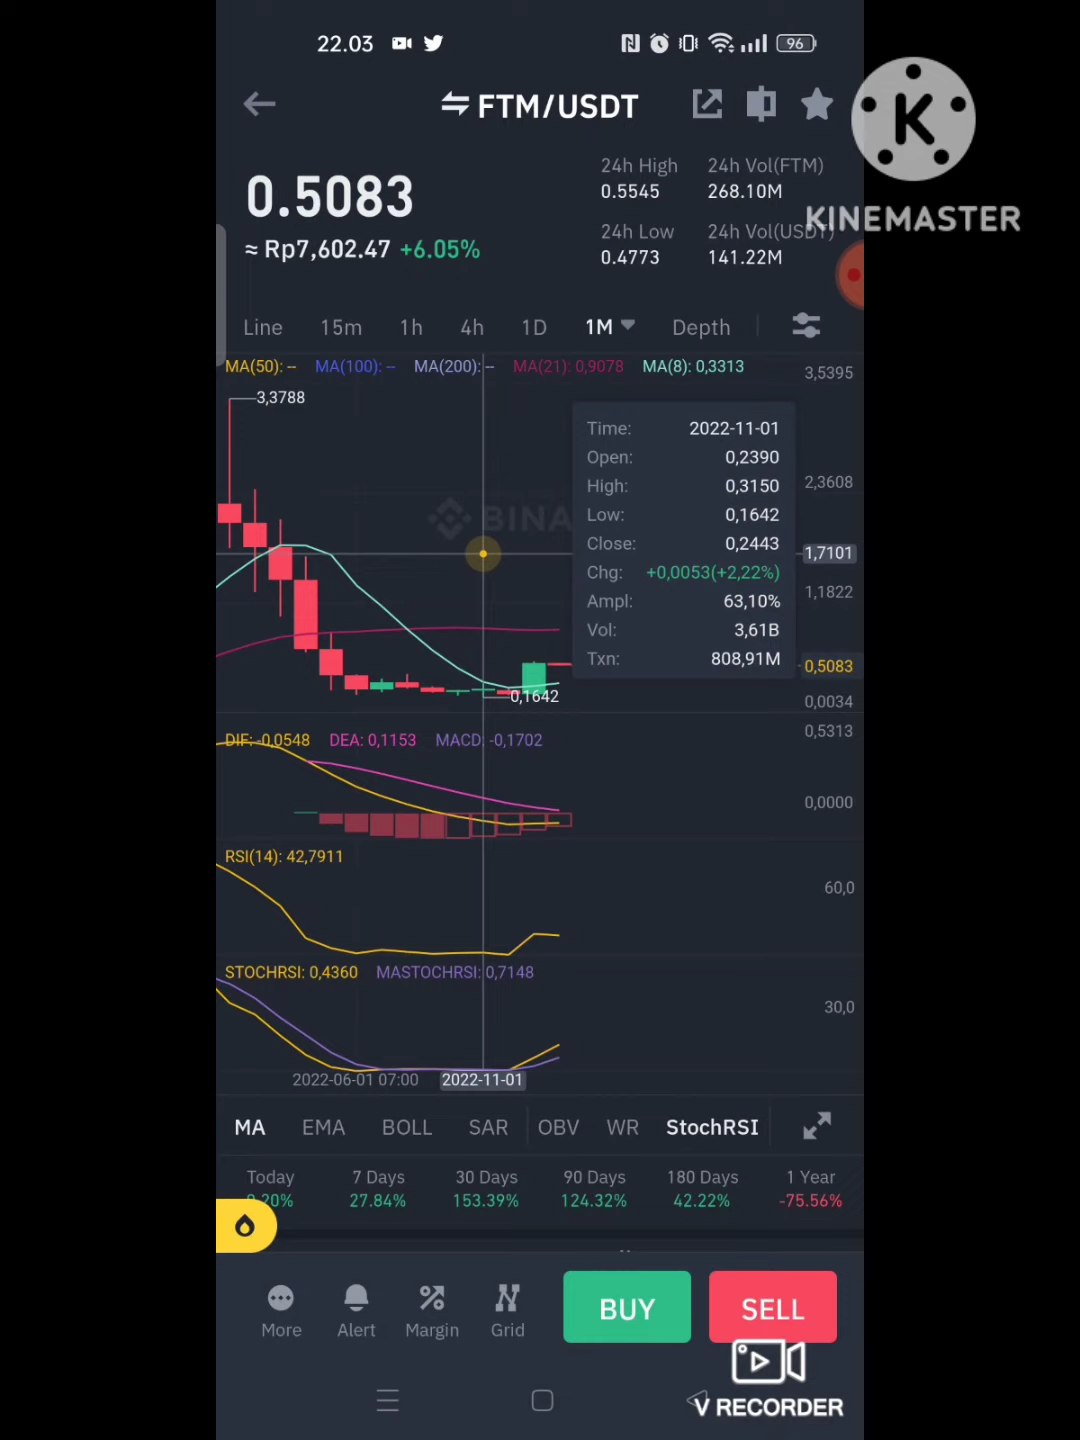 22.03
96
FTM/USDT
K
KINEMASTER
0.5083
≈ Rp7,602.47 +6.05%
24h High
0.5545
24h Vol(FTM)
268.10M
24h Low
0.4773
24h Vol(USDT)
141.22M
Line 15m 1h 4h 1D 1M Depth
MA(50): -- MA(100): -- MA(200): -- MA(21): 0,9078 MA(8): 0,3313
3,5395
3,3788
Time: 2022-11-01
Open: 0,2390
High: 0,3150
Low: 0,1642
Close: 0,2443
Chg: +0,0053(+2,22%)
Ampl: 63,10%
Vol: 3,61B
Txn: 808,91M
2,3608
BINA
1,7101
1,1822
0,5083
0,1642
0,0034
0,5313
DIF: -0,0548 DEA: 0,1153 MACD: -0,1702
0,0000
RSI(14): 42,7911
60,0
STOCHRSI: 0,4360 MASTOCHRSI: 0,7148
30,0
2022-06-01 07:00 2022-11-01
MA EMA BOLL SAR OBV WR StochRSI
Today 7 Days 30 Days 90 Days 180 Days 1 Year
27.84% 153.39% 124.32% 42.22% -75.56%
More Alert Margin Grid
BUY SELL
V RECORDER